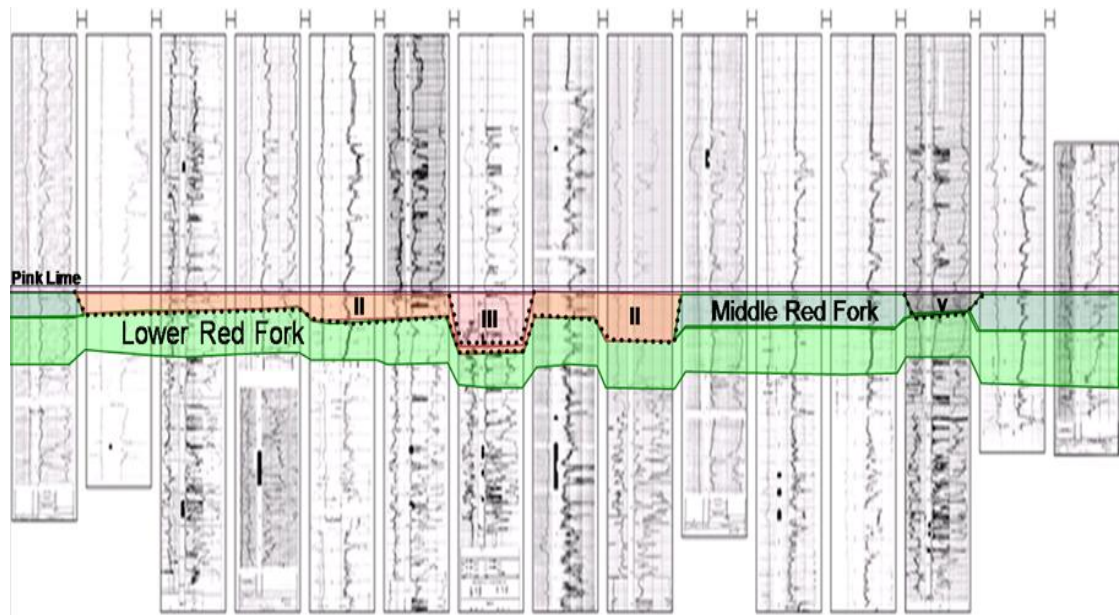 Pink Lime
II
III
II
Middle Red Fork
V
Lower Red Fork